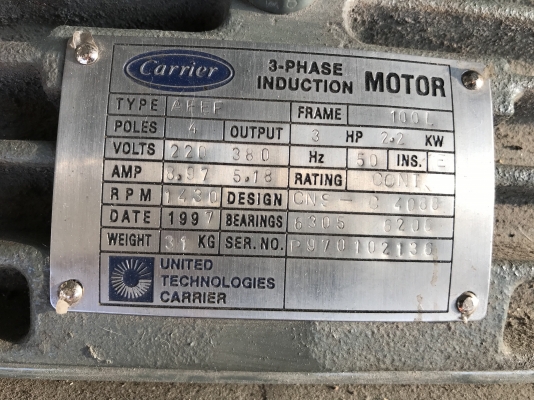 Carrier
3-PHASE INDUCTION MOTOR
TYPE AEEF FRAME 100L
POLES 4 OUTPUT 3 HP 2.2 KW
VOLTS 220 380 Hz 50 INS. E
AMP 8.97 5.18 RATING CONT.
RPM 1430 DESIGN CNS - C 4080
DATE 1997 BEARINGS 6305
WEIGHT 31 KG SER. NO. P970102130
UNITED
TECHNOLOGIES
CARRIER